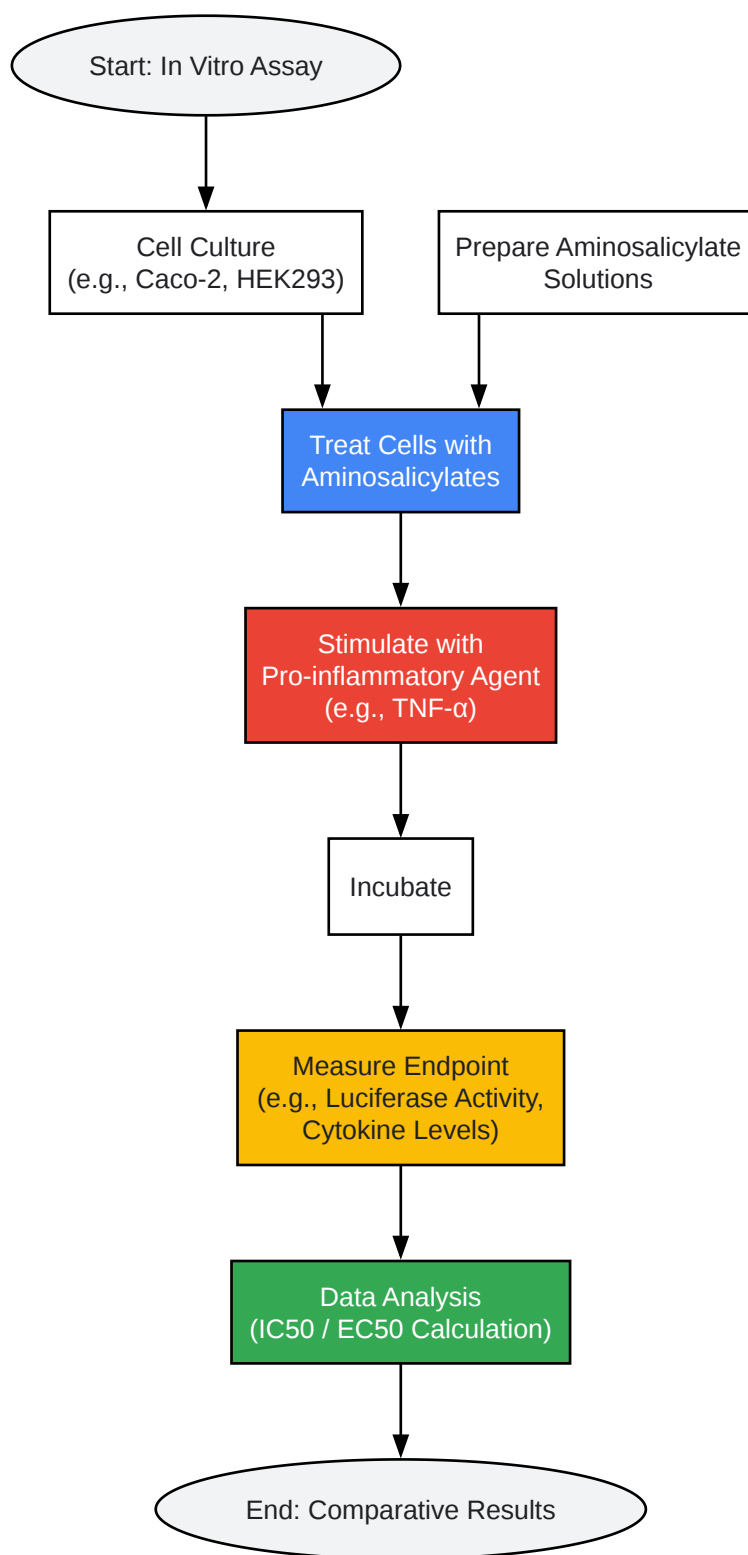 Start: In Vitro Assay
Cell Culture
(e.g., Caco-2, HEK293)
Prepare Aminosalicylate
Solutions
Treat Cells with
Aminosalicylates
Stimulate with
Pro-inflammatory Agent
(e.g., TNF-α)
Incubate
Measure Endpoint
(e.g., Luciferase Activity,
Cytokine Levels)
Data Analysis
(IC50 / EC50 Calculation)
End: Comparative Results